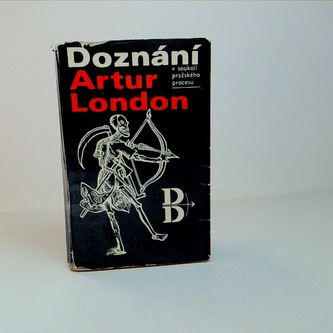 Doznání
Artur
London
v soukolí
pražského
procesu
D
D